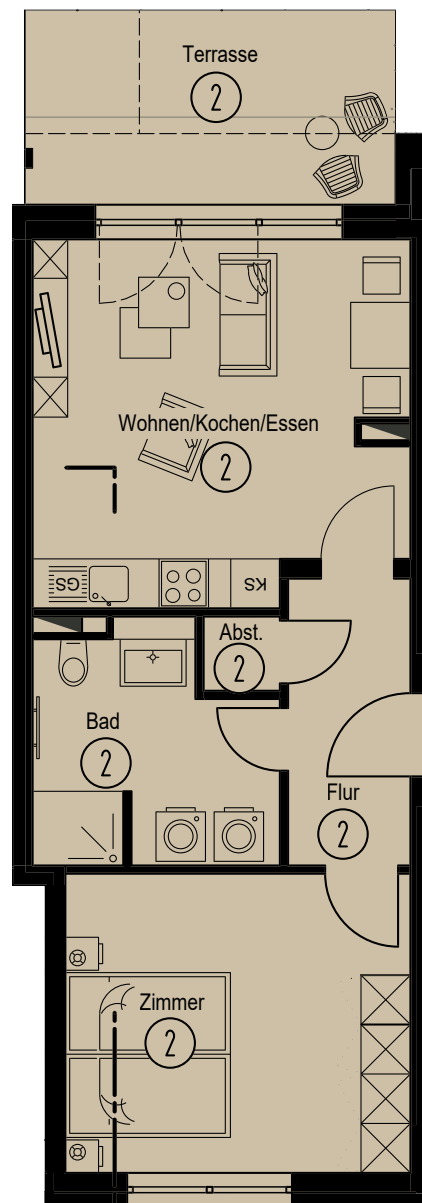 Terrasse
2
Wohnen/Kochen/Essen
2
GS
KS
Abst.
2
Bad
2
Flur
2
Zimmer
2